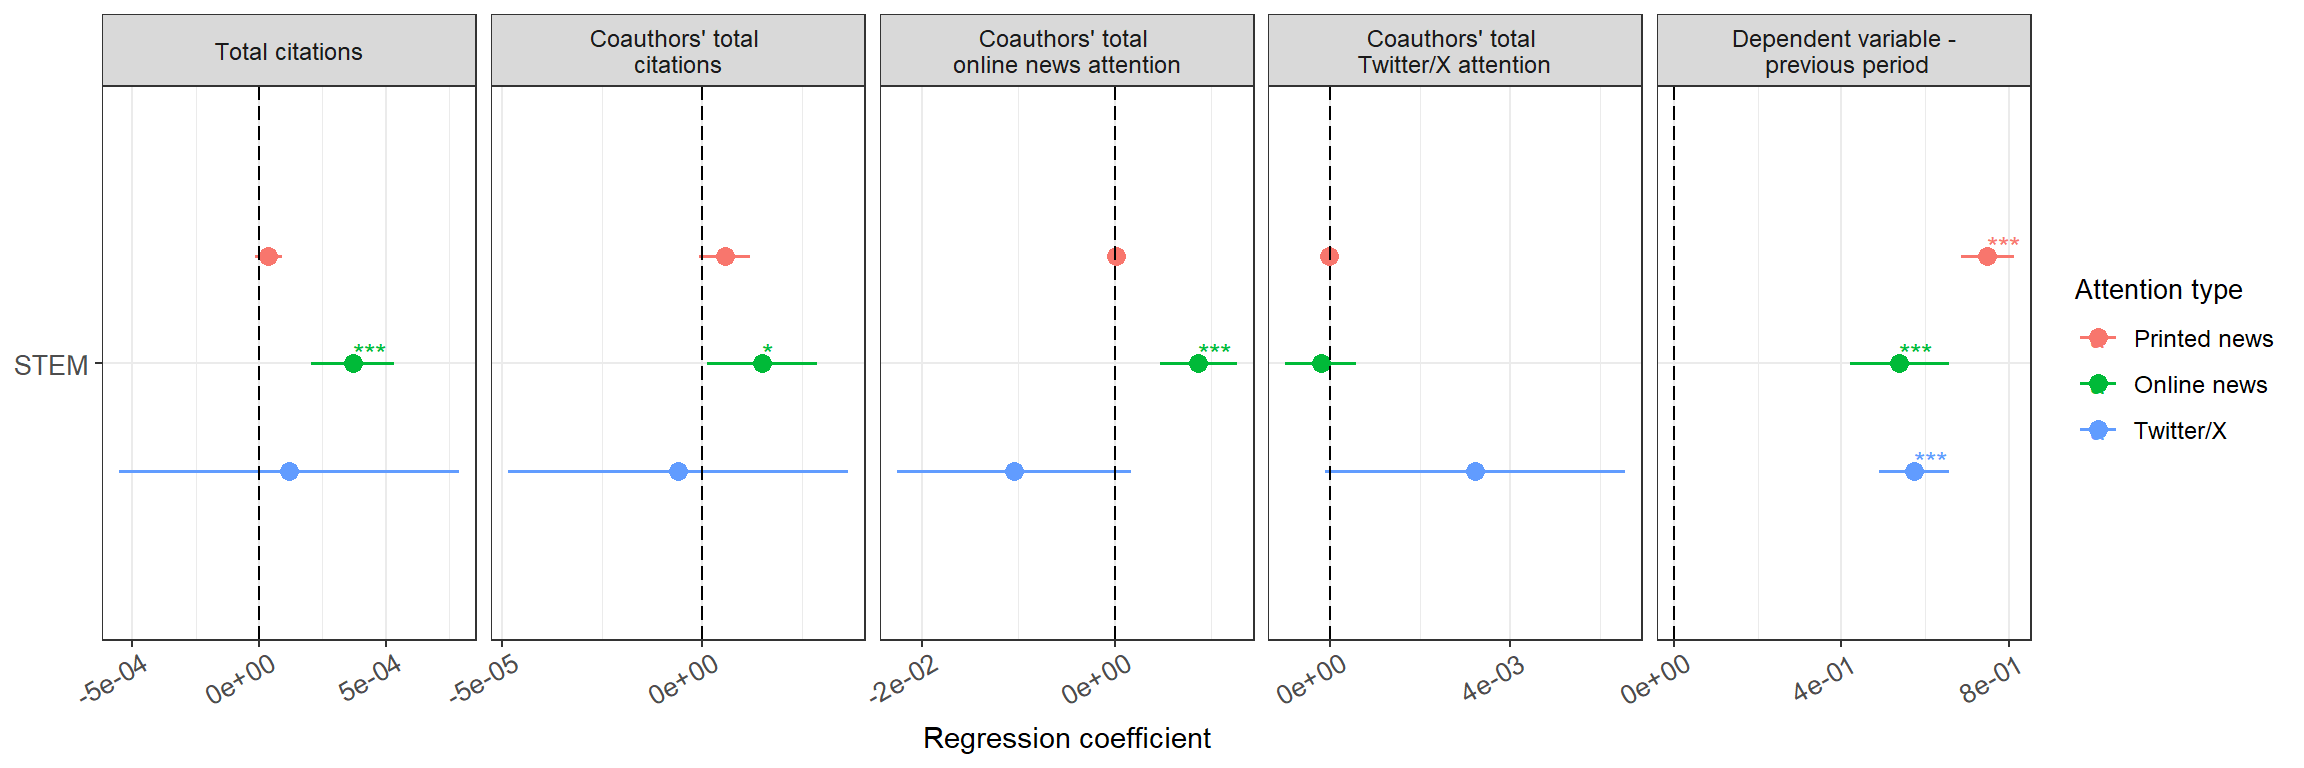 Total citations
Coauthors' total
citations
Coauthors' total
online news attention
Coauthors' total
Twitter/X attention
Dependent variable -
previous period
***
***
*
***
***
***
STEM
-5e-04
0e+00
5e-04
-5e-05
0e+00
-2e-02
0e+00
0e+00
4e-03
0e+00
4e-01
8e-01
Regression coefficient
Attention type
Printed news
Online news
Twitter/X